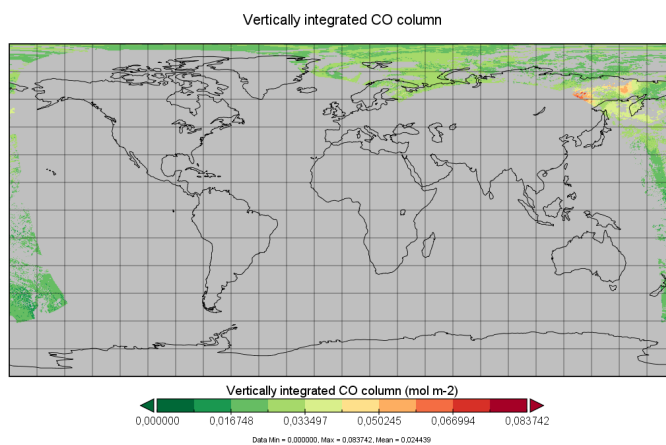 Vertically integrated CO column
Vertically integrated CO column (mol m-2)
0,000000 0,016748 0,033497 0,050245 0,066994 0,083742
Data Min = 0,000000, Max = 0,083742, Mean = 0,024439